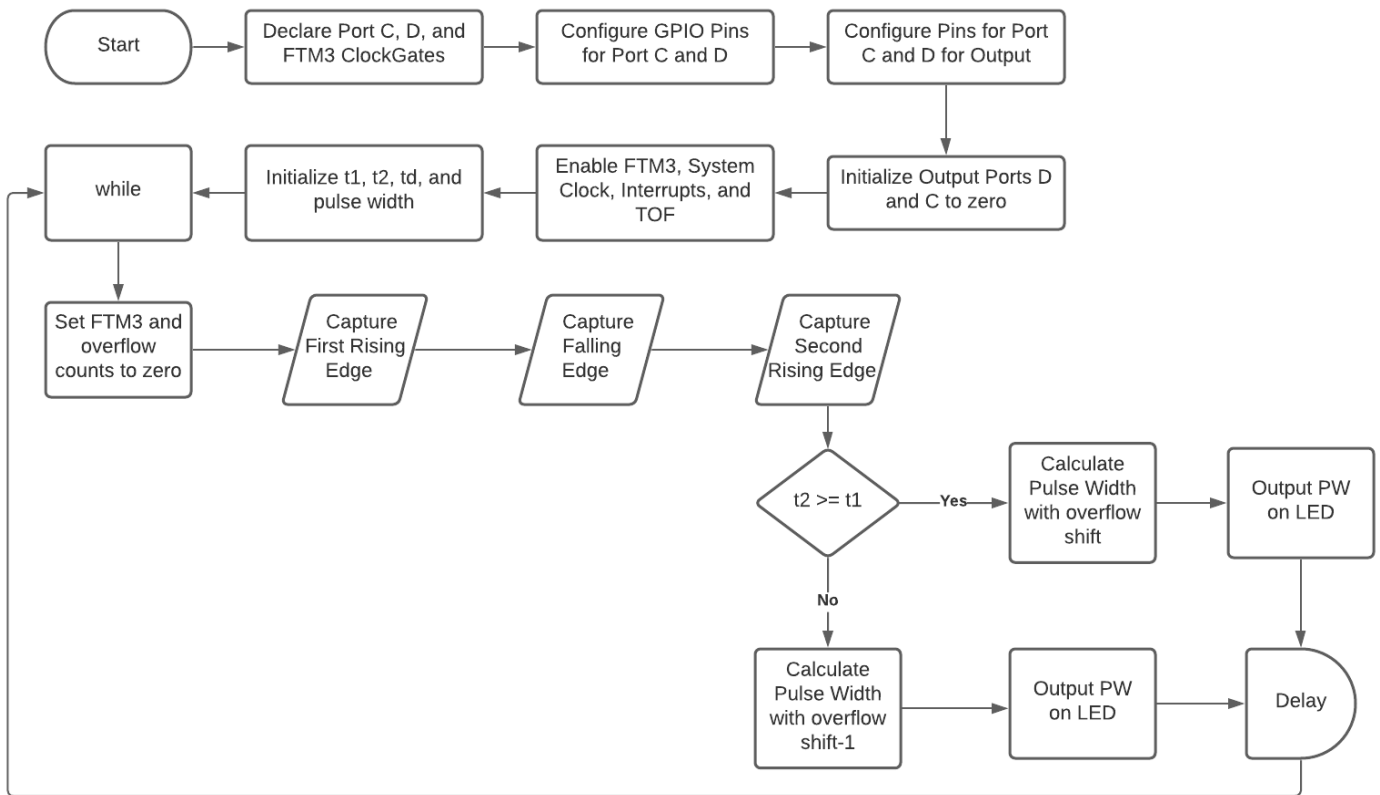 Start
Declare Port C, D, and
FTM3 ClockGates
Configure GPIO Pins
for Port C and D
Configure Pins for Port
C and D for Output
Initialize Output Ports D
and C to zero
Enable FTM3, System
Clock, Interrupts, and
TOF
Initialize t1, t2, td, and
pulse width
while
Set FTM3 and
overflow
counts to zero
Capture
First Rising
Edge
Capture
Falling
Edge
Capture
Second
Rising Edge
t2 >= t1
Yes
Calculate
Pulse Width
with overflow
shift
Output PW
on LED
No
Calculate
Pulse Width
with overflow
shift-1
Output PW
on LED
Delay